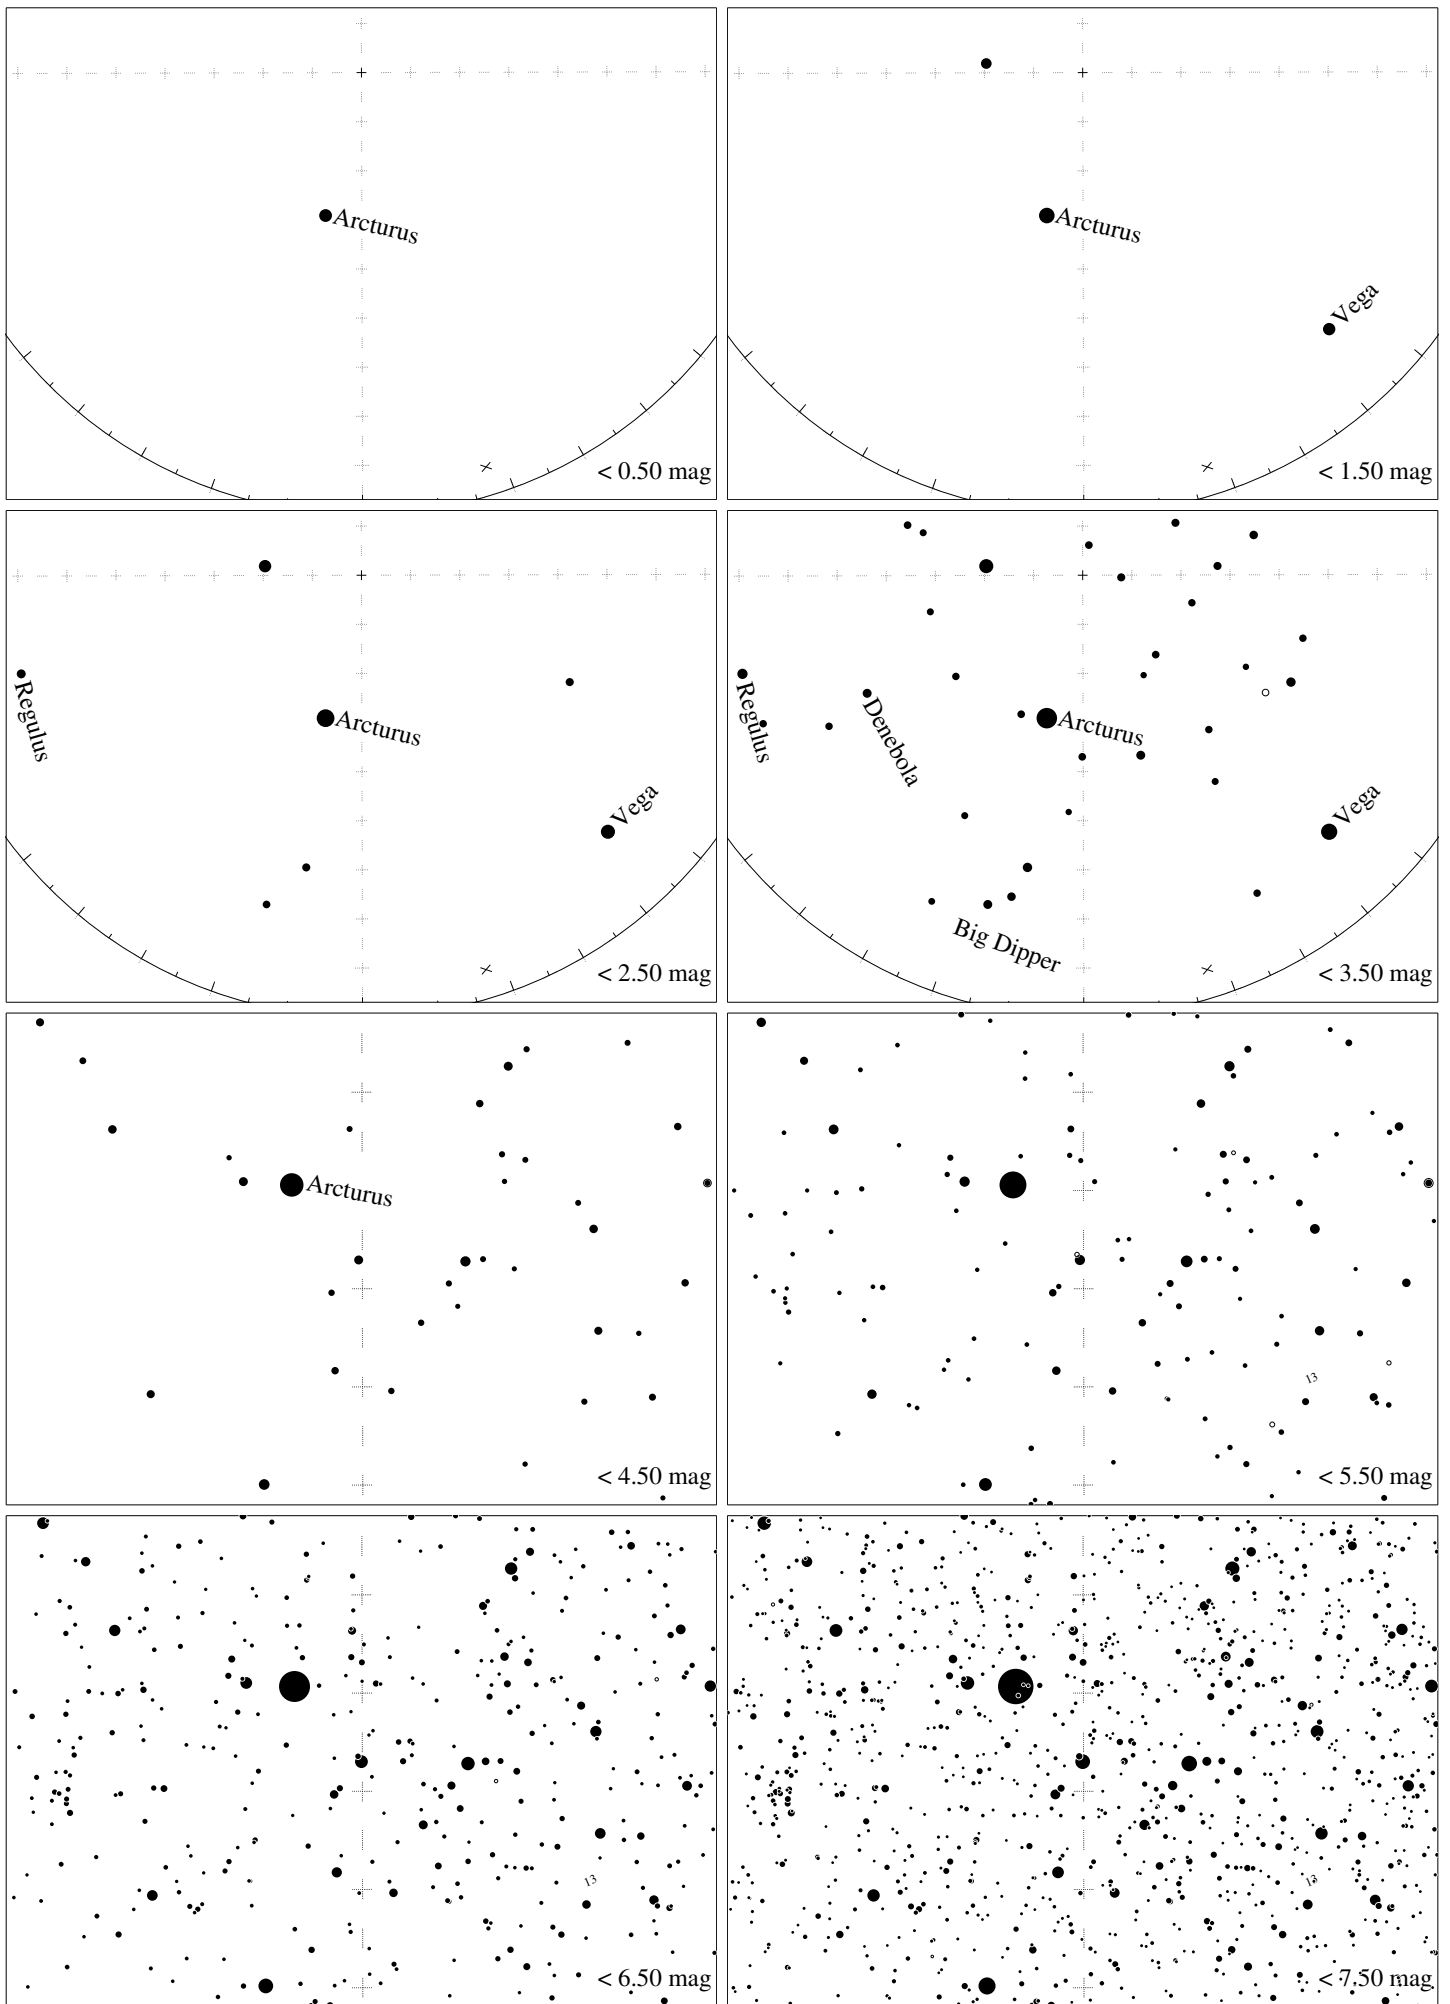 Arcturus
< 0.50 mag
Arcturus
Vega
< 1.50 mag
Regulus
Arcturus
Vega
< 2.50 mag
Regulus
Denebola
Arcturus
Vega
Big Dipper
< 3.50 mag
Arcturus
< 4.50 mag
13
< 5.50 mag
13
< 6.50 mag
13
< 7.50 mag